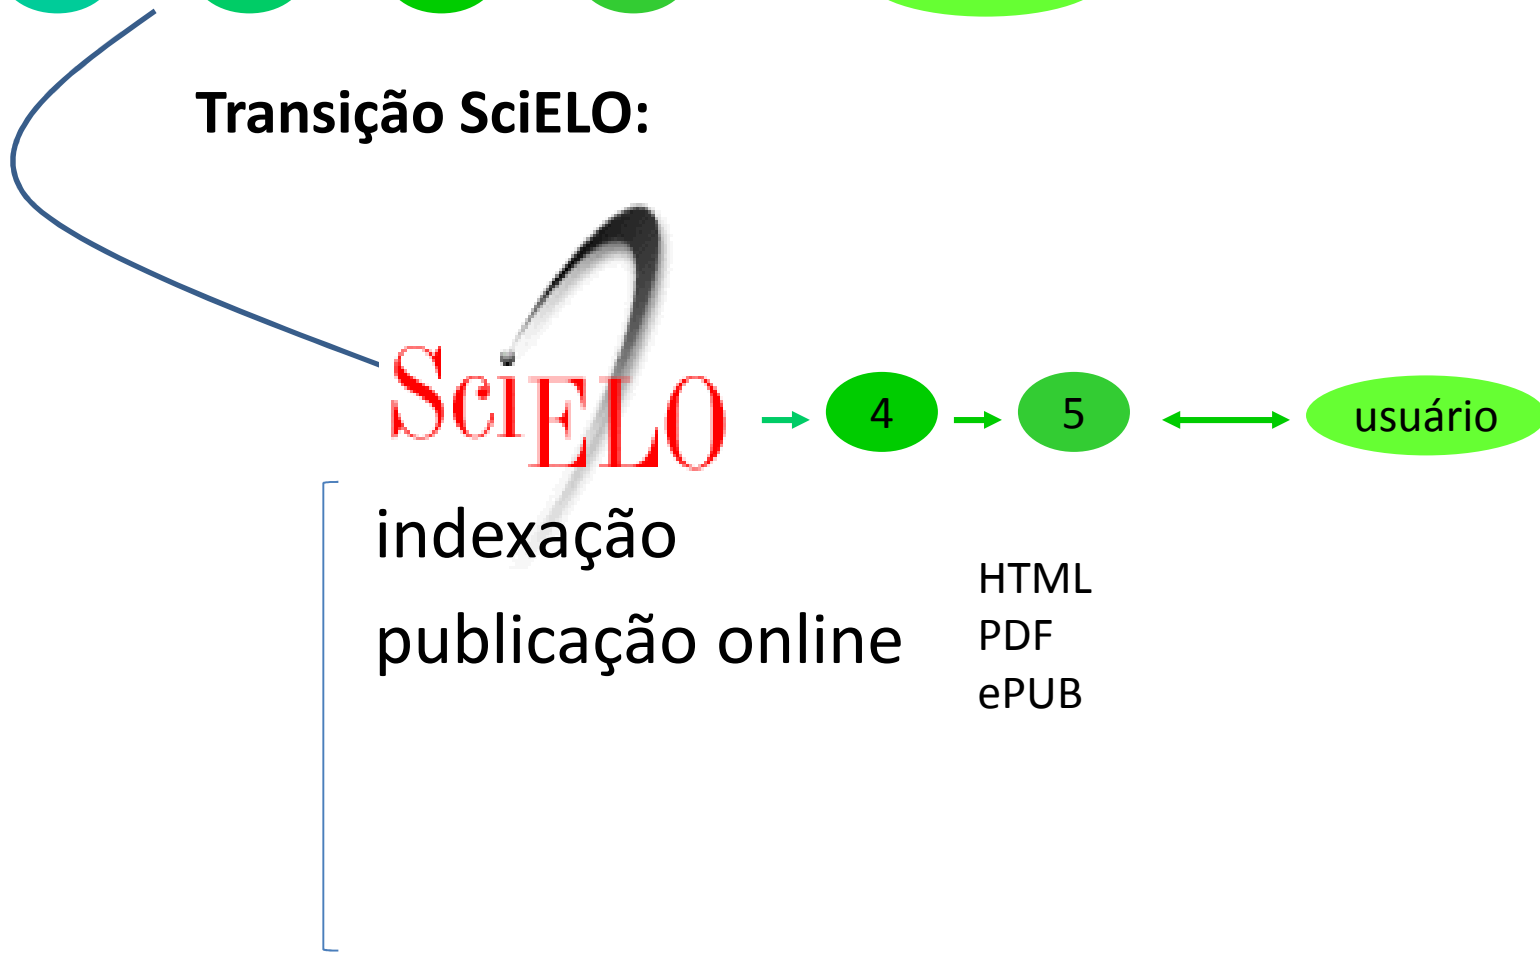 Transição SciELO:
SciELO
4
5
usuário
indexação
publicação online
HTML
PDF
ePUB